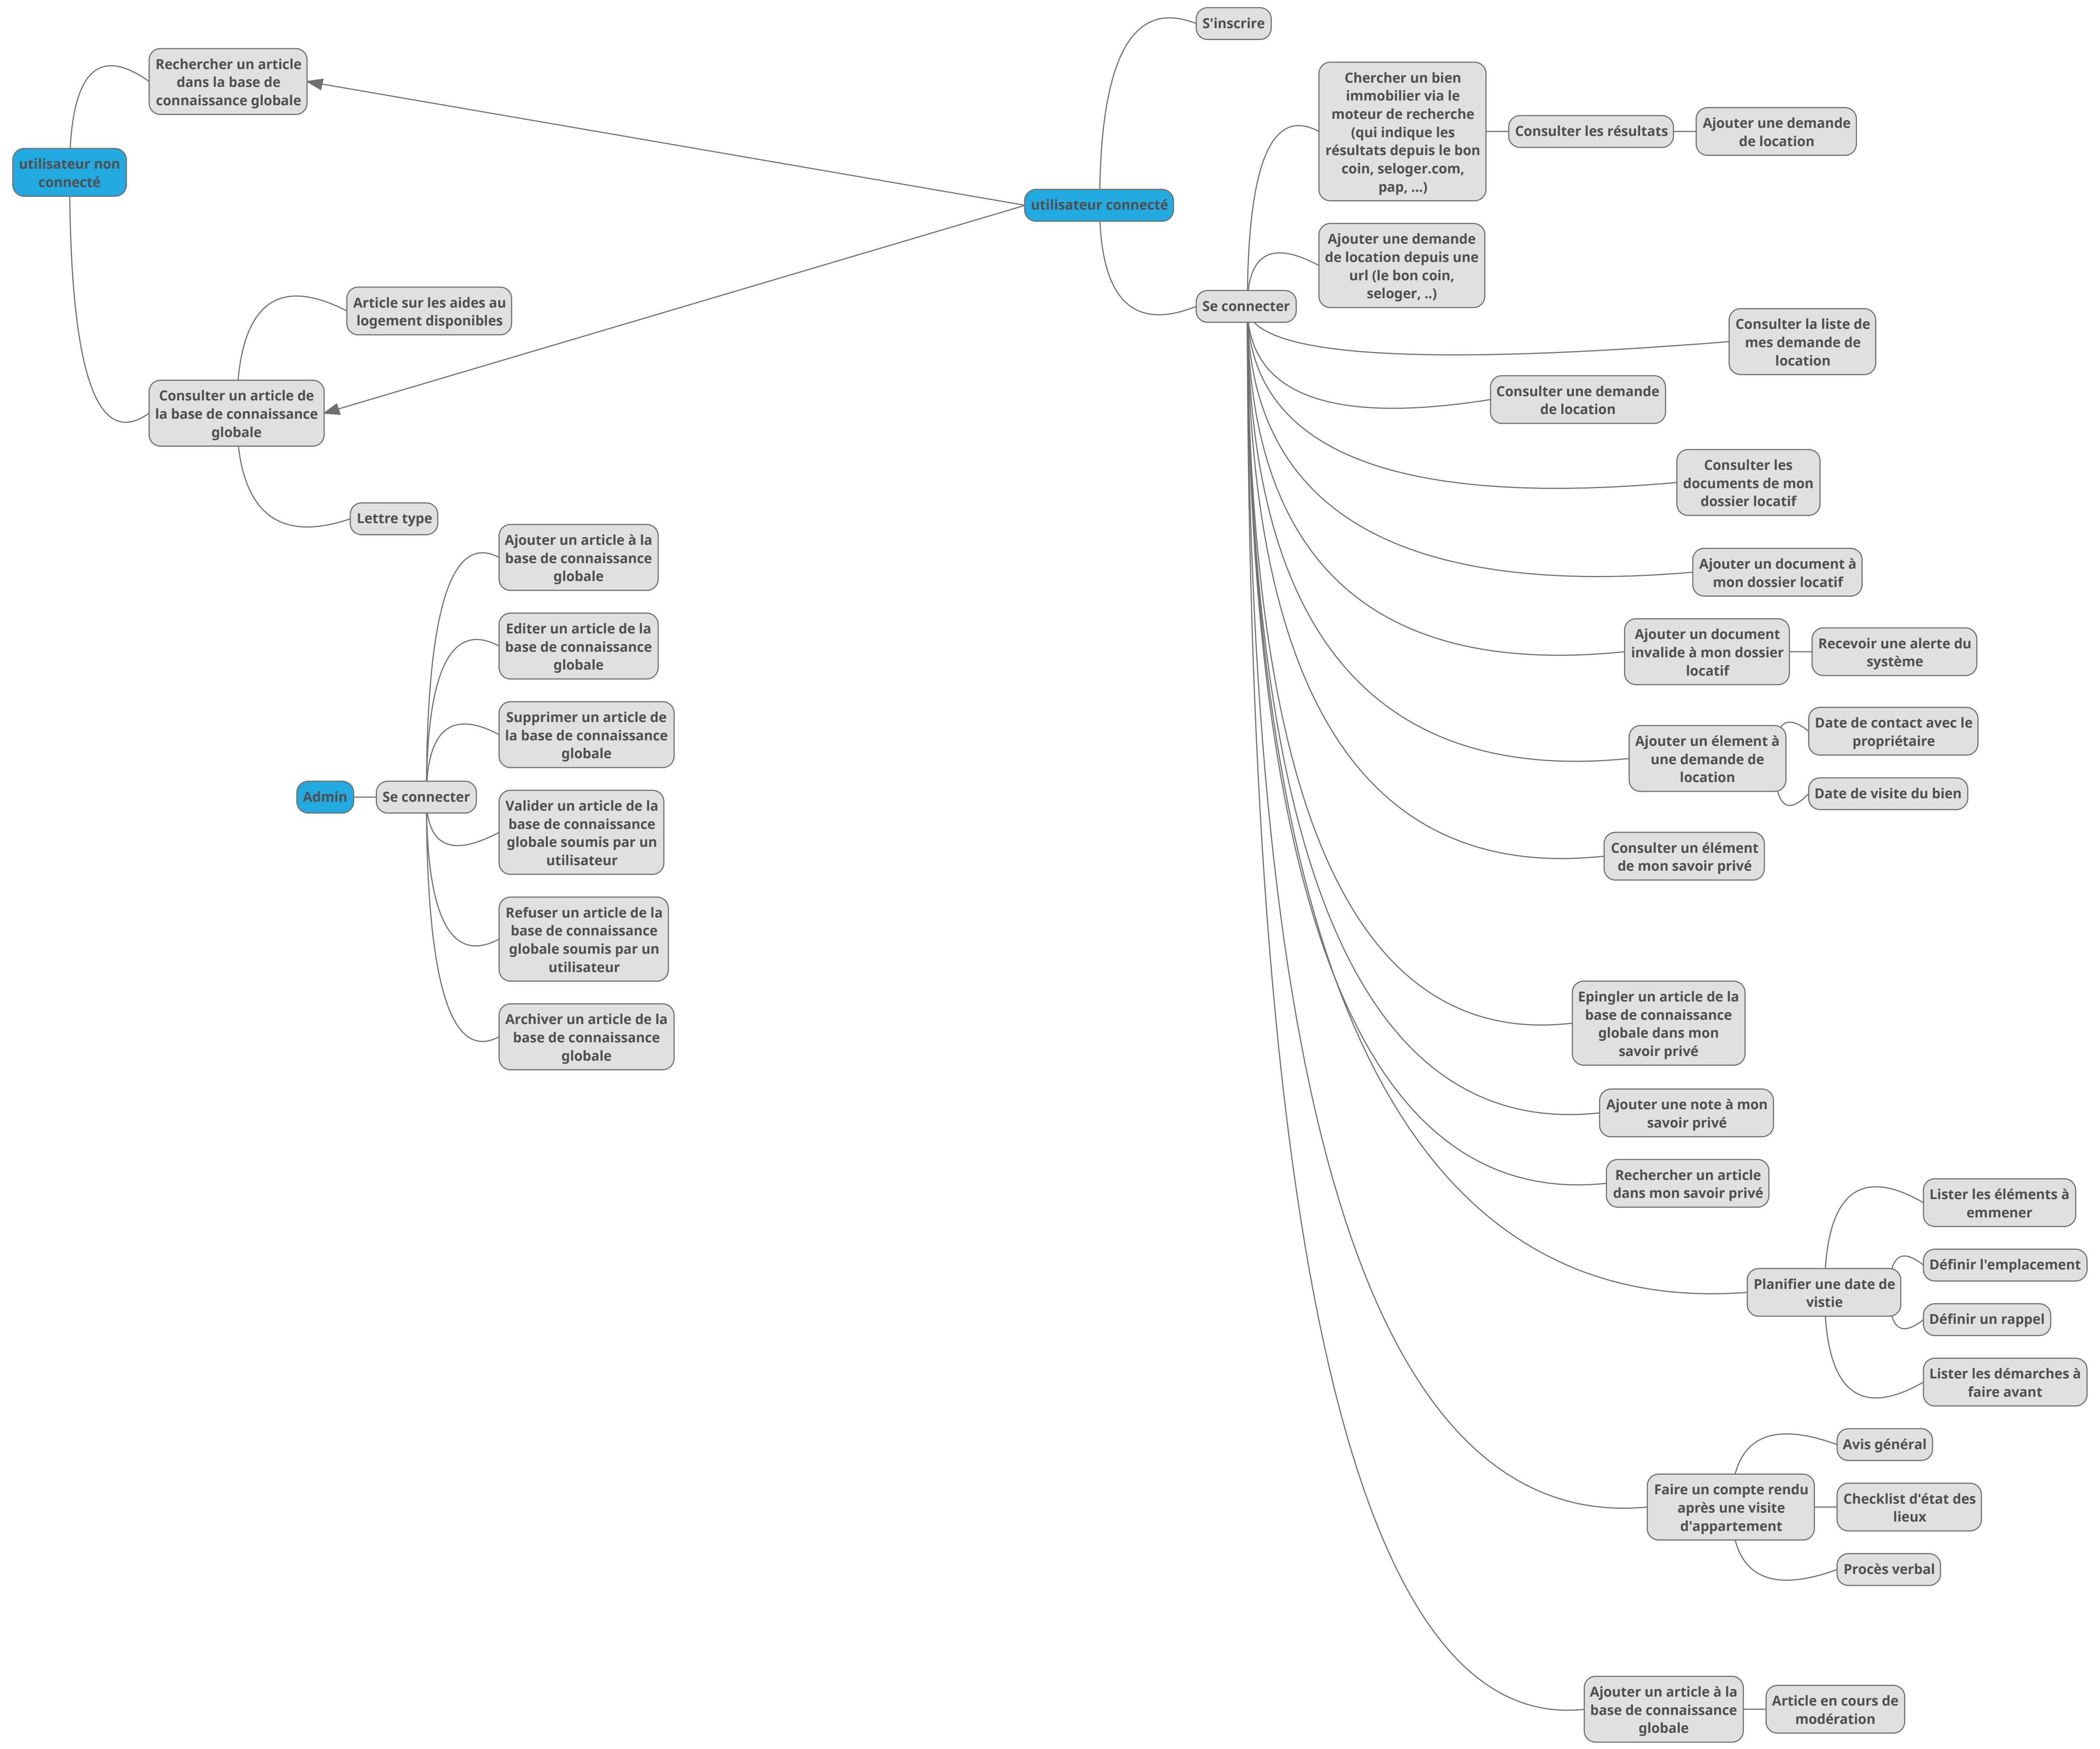 utilisateur non
connecté
Rechercher un article
dans la base de
connaissance globale
Consulter un article de
la base de connaissance
globale
Article sur les aides au
logement disponibles
Lettre type
Admin
Se connecter
Ajouter un article à la
base de connaissance
globale
Editer un article de la
base de connaissance
globale
Supprimer un article de
la base de connaissance
globale
Valider un article de la
base de connaissance
globale soumis par un
utilisateur
Refuser un article de la
base de connaissance
globale soumis par un
utilisateur
Archiver un article de la
base de connaissance
globale
utilisateur connecté
S'inscrire
Se connecter
Chercher un bien
immobilier via le
moteur de recherche
(qui indique les
résultats depuis le bon
coin, seloger.com,
pap, ...)
Consulter les résultats
Ajouter une demande
de location
Ajouter une demande
de location depuis une
url (le bon coin,
seloger, ..)
Consulter la liste de
mes demande de
location
Consulter une demande
de location
Consulter les
documents de mon
dossier locatif
Ajouter un document à
mon dossier locatif
Ajouter un document
invalide à mon dossier
locatif
Recevoir une alerte du
système
Ajouter un élement à
une demande de
location
Date de contact avec le
propriétaire
Date de visite du bien
Consulter un élément
de mon savoir privé
Epingler un article de la
base de connaissance
globale dans mon
savoir privé
Ajouter une note à mon
savoir privé
Rechercher un article
dans mon savoir privé
Planifier une date de
vistie
Lister les éléments à
emmener
Définir l'emplacement
Définir un rappel
Lister les démarches à
faire avant
Faire un compte rendu
après une visite
d'appartement
Avis général
Checklist d'état des
lieux
Procès verbal
Ajouter un article à la
base de connaissance
globale
Article en cours de
modération